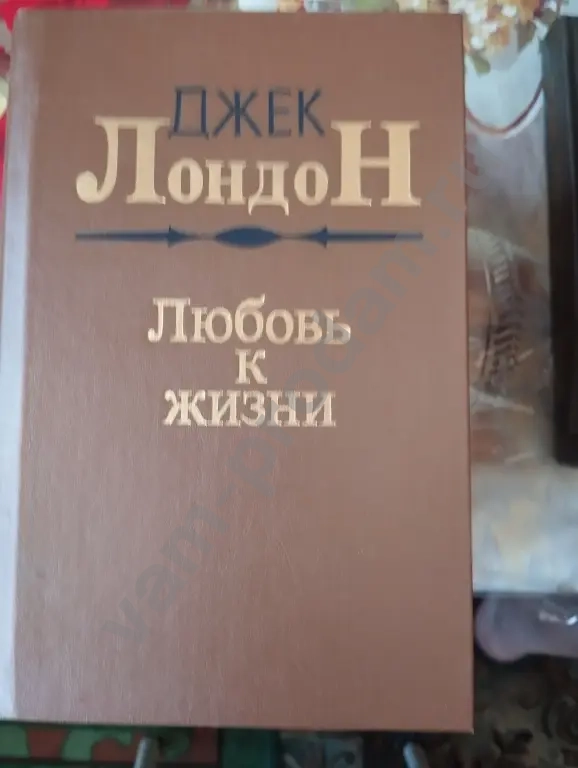 ДЖЕК
ЛондоН
Любовь
к
жизни